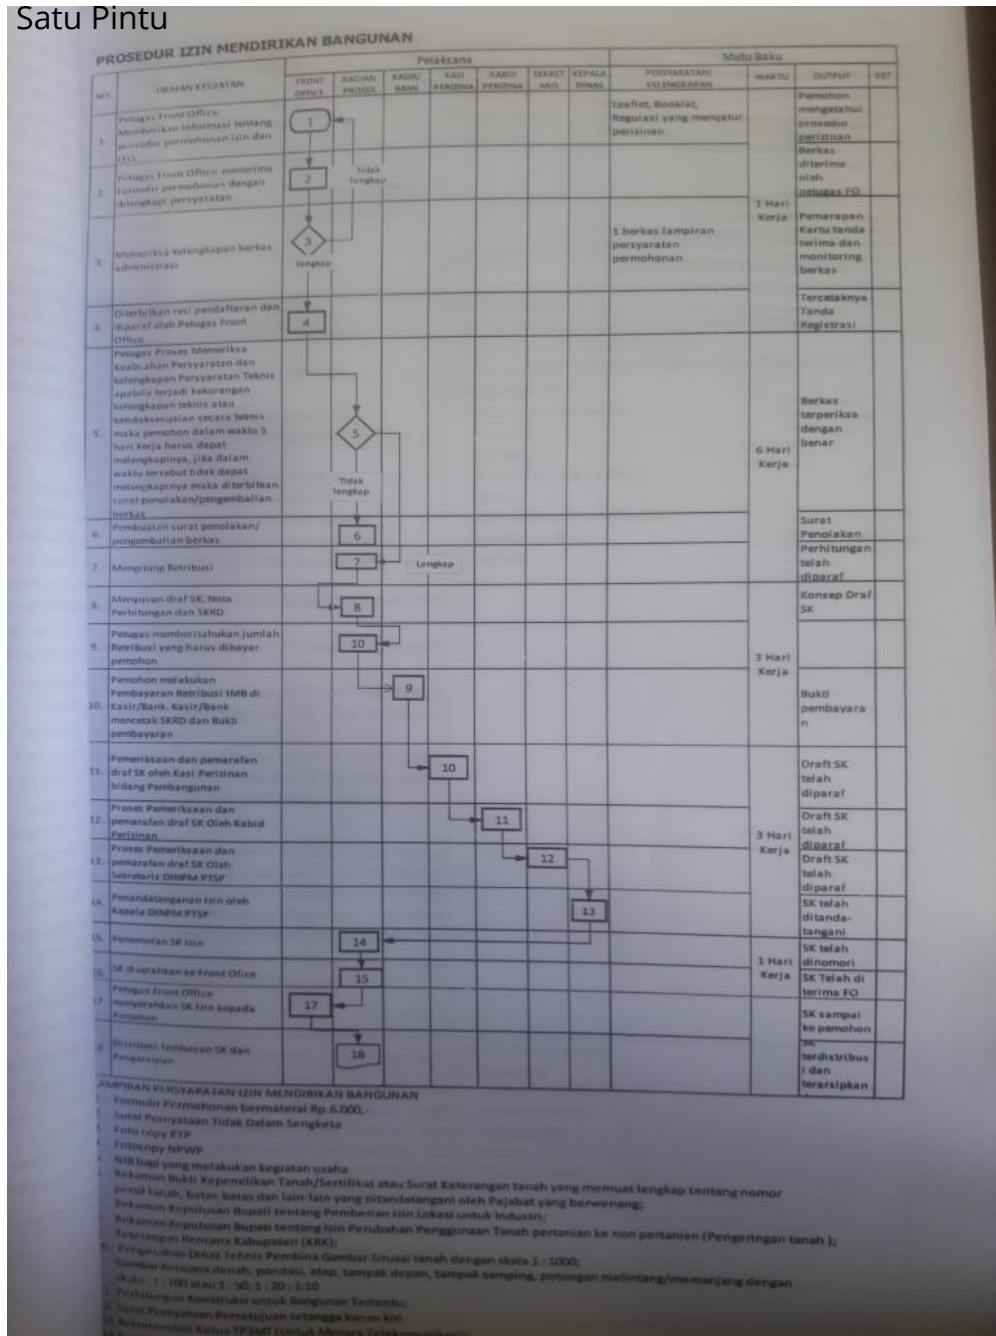 Satu Pintu
PROSEDUR IZIN MENDIRIKAN BANGUNAN
NO
URAIAN KEGIATAN
Pelaksana
Mutu Baku
FRONT
OFFICE
BAGIAN
PROSES
KASIR/
BANK
KASI
PERIZINA
KABID
PERIZINA
SEKRET
ARIS
KEPALA
DINAS
PERSYARATAN/
KELENGKAPAN
WAKTU
OUTPUT
KET
1.
Petugas Front Office
Memberikan informasi tentang
prosedur permohonan izin dan
1
Leaflet, Booklet,
Regulasi yang mengatur
perizinan
Pemohon
mengetahui
prosedur
perizinan
2.
Petugas Front Office menerima
Formulir permohonan dengan
dilengkapi persyaratan
2
Tidak
lengkap
Berkas
diterima
oleh
petugas FO
1 Hari
Kerja
3.
Memeriksa kelengkapan berkas
administrasi
3
lengkap
1 berkas lampiran
persyaratan
permohonan
Pemarapan
Kartu tanda
terima dan
monitoring
berkas
4.
Diterbitkan resi pendaftaran dan
diparaf oleh Petugas Front
Office
4
Tercetaknya
Tanda
Registrasi
5.
Petugas Proses Memeriksa
Keabsahan Persyaratan dan
kelengkapan Persyaratan Teknis
apabila terjadi kekurangan
kelengkapan teknis atau
ketidaksesuaian secara teknis
maka pemohon dalam waktu 5
hari kerja harus dapat
melengkapinya, jika dalam
waktu tersebut tidak dapat
melengkapinya maka diterbitkan
surat penolakan/pengembalian
berkas
5
Tidak
lengkap
6 Hari
Kerja
Berkas
terperiksa
dengan
benar
6.
Pembuatan surat penolakan/
pengembalian berkas
6
Surat
Penolakan
7.
Mengitung Retribusi
7
Lengkap
Perhitungan
telah
diparaf
8.
Menyusun draf SK, Nota
Perhitungan dan SKRD
8
Konsep Draf
SK
9.
Petugas memberitahukan jumlah
Retribusi yang harus dibayar
pemohon
10
3 Hari
Kerja
10.
Pemohon melakukan
Pembayaran Retribusi IMB di
Kasir/Bank. Kasir/Bank
mencetak SKRD dan Bukti
pembayaran
9
Bukti
pembayara
n
11.
Pemeriksaan dan pemarafan
draf SK oleh Kasi Perizinan
bidang Pembangunan
10
Draft SK
telah
diparaf
12.
Proses Pemeriksaan dan
pemarafan draf SK Oleh Kabid
Perizinan
11
3 Hari
Kerja
Draft SK
telah
diparaf
13.
Proses Pemeriksaan dan
pemarafan draf SK Oleh
Sekretaris DINPM PTSP
12
Draft SK
telah
diparaf
14.
Penandatanganan Izin oleh
Kepala DINPM PTSP
13
SK telah
ditanda-
tangani
15.
Penomoran SK Izin
14
1 Hari
Kerja
SK telah
dinomori
16.
SK diserahkan ke Front Ofice
15
SK Telah di
terima FO
17
Petugas Front Office
menyerahkan SK Izin kepada
Pemohon
17
SK sampai
ke pemohon
Distribusi tembusan SK dan
Pengarsipan
18
SK
terdistribus
i dan
terarsipkan
AMPIRAN PERSYARATAN IZIN MENDIRIKAN BANGUNAN
Formulir Permohonan bermaterai Rp.6.000,-
Surat Pernyataan Tidak Dalam Sengketa
Foto copy KTP
Fotocopy NPWP
NIB bagi yang melakukan kegiatan usaha
Rekaman Bukti Kepemilikan Tanah/Sertifikat atau Surat Keterangan tanah yang memuat lengkap tentang nomor
persil tanah, batas batas dan lain-lain yang ditandatangani oleh Pejabat yang berwenang;
Rekaman Keputusan Bupati tentang Pemberian Izin Lokasi untuk Industri;
Rekaman Keputusan Bupati tentang Izin Perubahan Penggunaan Tanah pertanian ke non pertanian (Pengeringan tanah );
Keterangan Rencana Kabupaten (KRK);
Pengesahan Dinas Tehnis Pembina Gambar Situasi tanah dengan skala 1 : 1000;
Gambar Rencana denah, pondasi, atap, tampak depan, tampak samping, potongan melintang/memanjang dengan
skala : 1 : 100 atau 1 : 50; 1 : 20 ; 1:10
Perhitungan Konstruksi untuk Bangunan Tertentu;
Surat Pernyataan Persetujuan tetangga kanan kiri
Rekomendasi Ketua TP3MT (Untuk Menara Telekomunikasi);